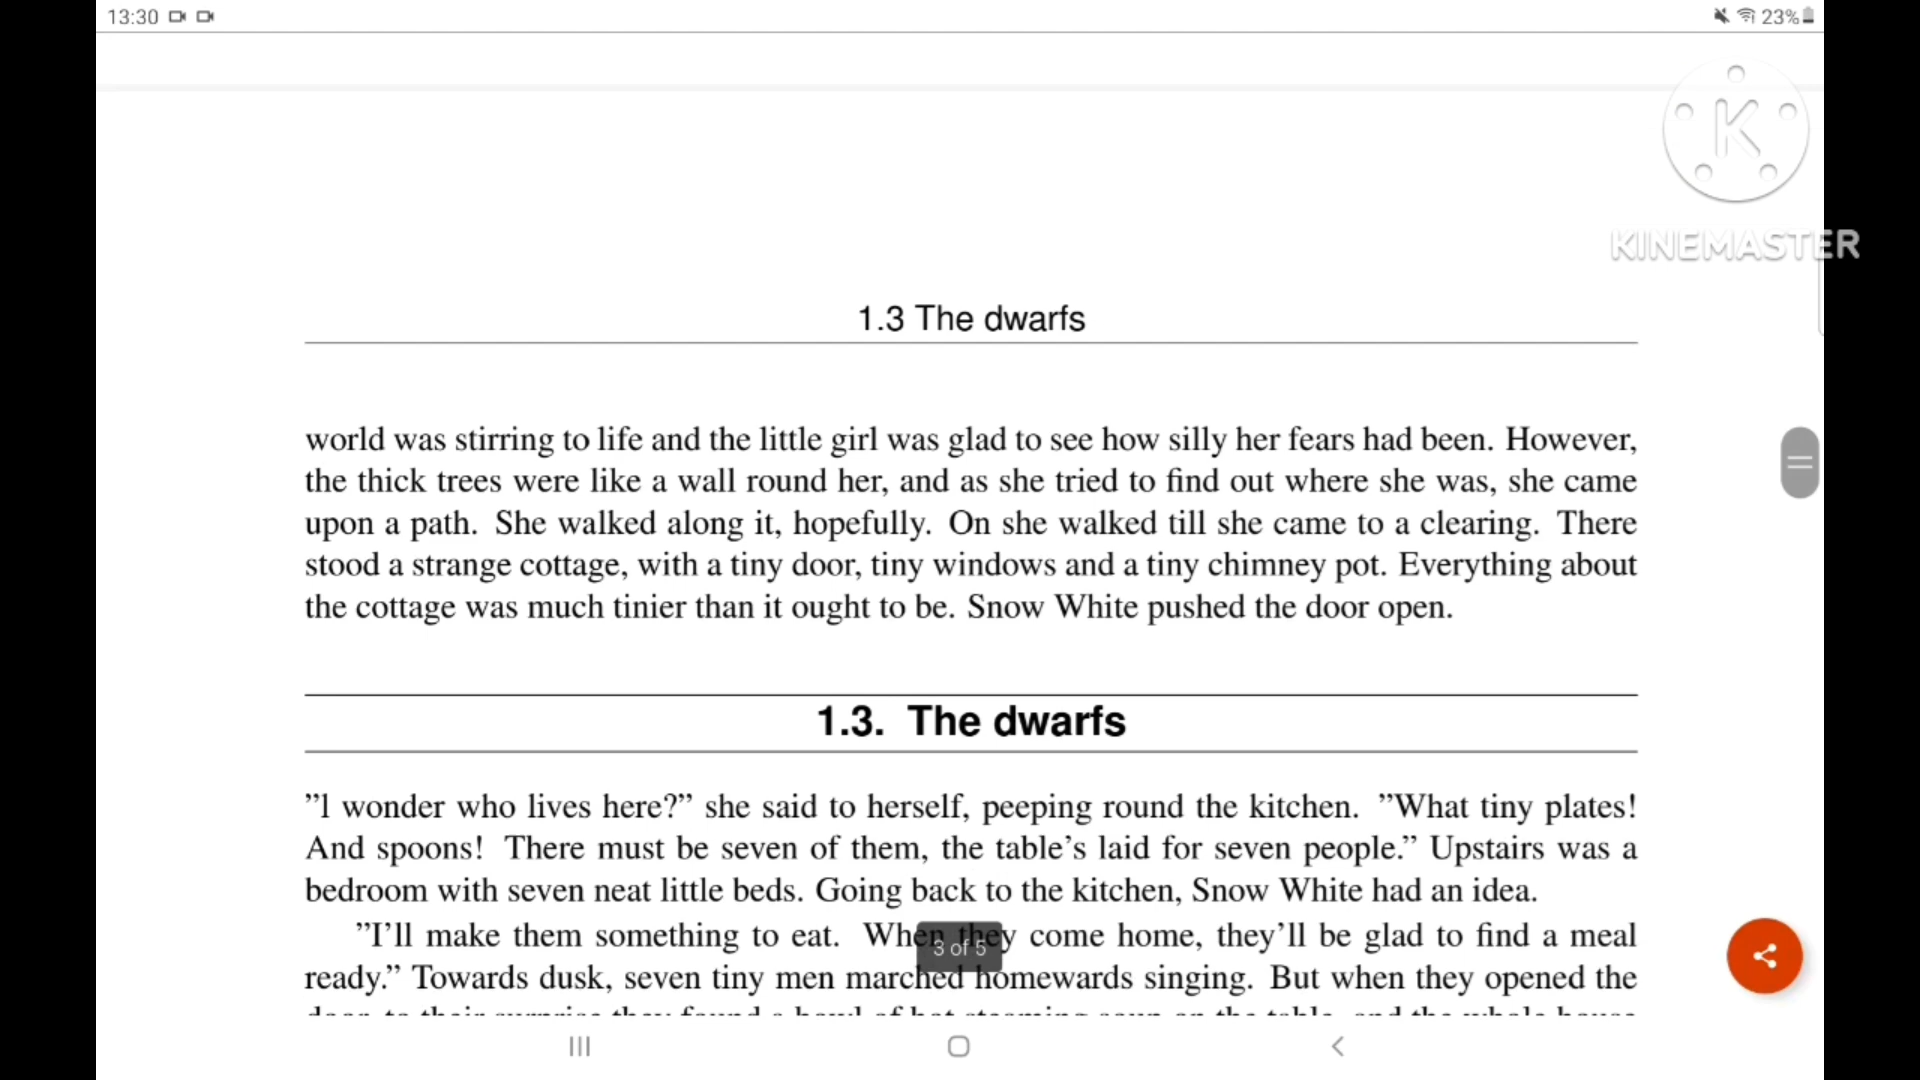 13:30
23%
K
KINEMASTER
1.3 The dwarfs
world was stirring to life and the little girl was glad to see how silly her fears had been. However,
the thick trees were like a wall round her, and as she tried to find out where she was, she came
upon a path. She walked along it, hopefully. On she walked till she came to a clearing. There
stood a strange cottage, with a tiny door, tiny windows and a tiny chimney pot. Everything about
the cottage was much tinier than it ought to be. Snow White pushed the door open.
1.3. The dwarfs
”l wonder who lives here?” she said to herself, peeping round the kitchen. ”What tiny plates!
And spoons! There must be seven of them, the table’s laid for seven people.” Upstairs was a
bedroom with seven neat little beds. Going back to the kitchen, Snow White had an idea.
”I’ll make them something to eat. When they come home, they’ll be glad to find a meal
3 of 5
ready.” Towards dusk, seven tiny men marched homewards singing. But when they opened the